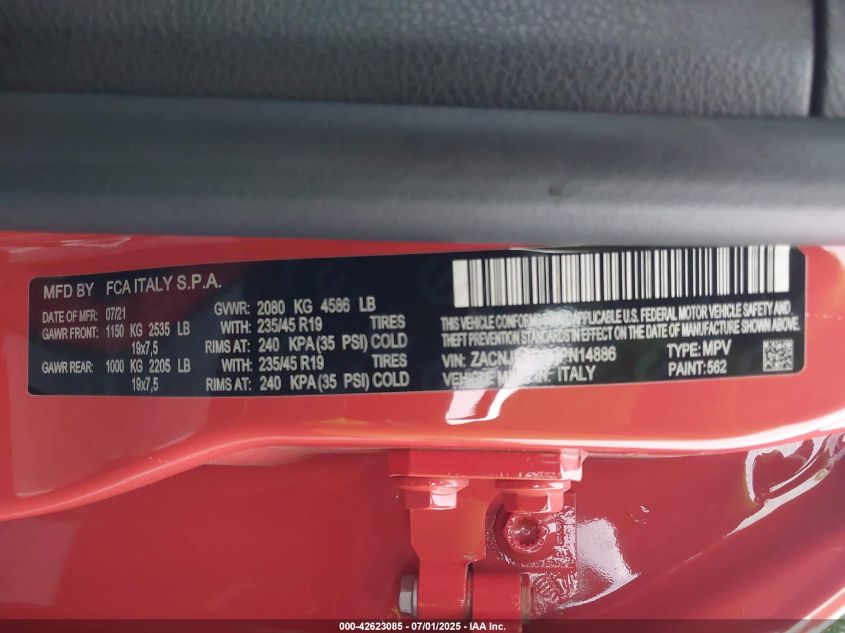 MFD BY FCA ITALY S.P.A.
DATE OF MFR: 07/21 GVWR: 2080 KG 4586 LB
GAWR FRONT: 1150 KG 2535 LB WITH: 235/45 R19 TIRES
19x7,5 RIMS AT: 240 KPA (35 PSI) COLD
GAWR REAR: 1000 KG 2205 LB WITH: 235/45 R19 TIRES
19x7,5 RIMS AT: 240 KPA (35 PSI) COLD
THIS VEHICLE CONFORMS TO ALL APPLICABLE U.S. FEDERAL MOTOR VEHICLE SAFETY AND
THEFT PREVENTION STANDARDS IN EFFECT ON THE DATE OF MANUFACTURE SHOWN ABOVE.
VIN: TYPE: MPV
VEHICLE ITALY PAINT: 562
000-42623085 - 07/01/2025 - IAA Inc.